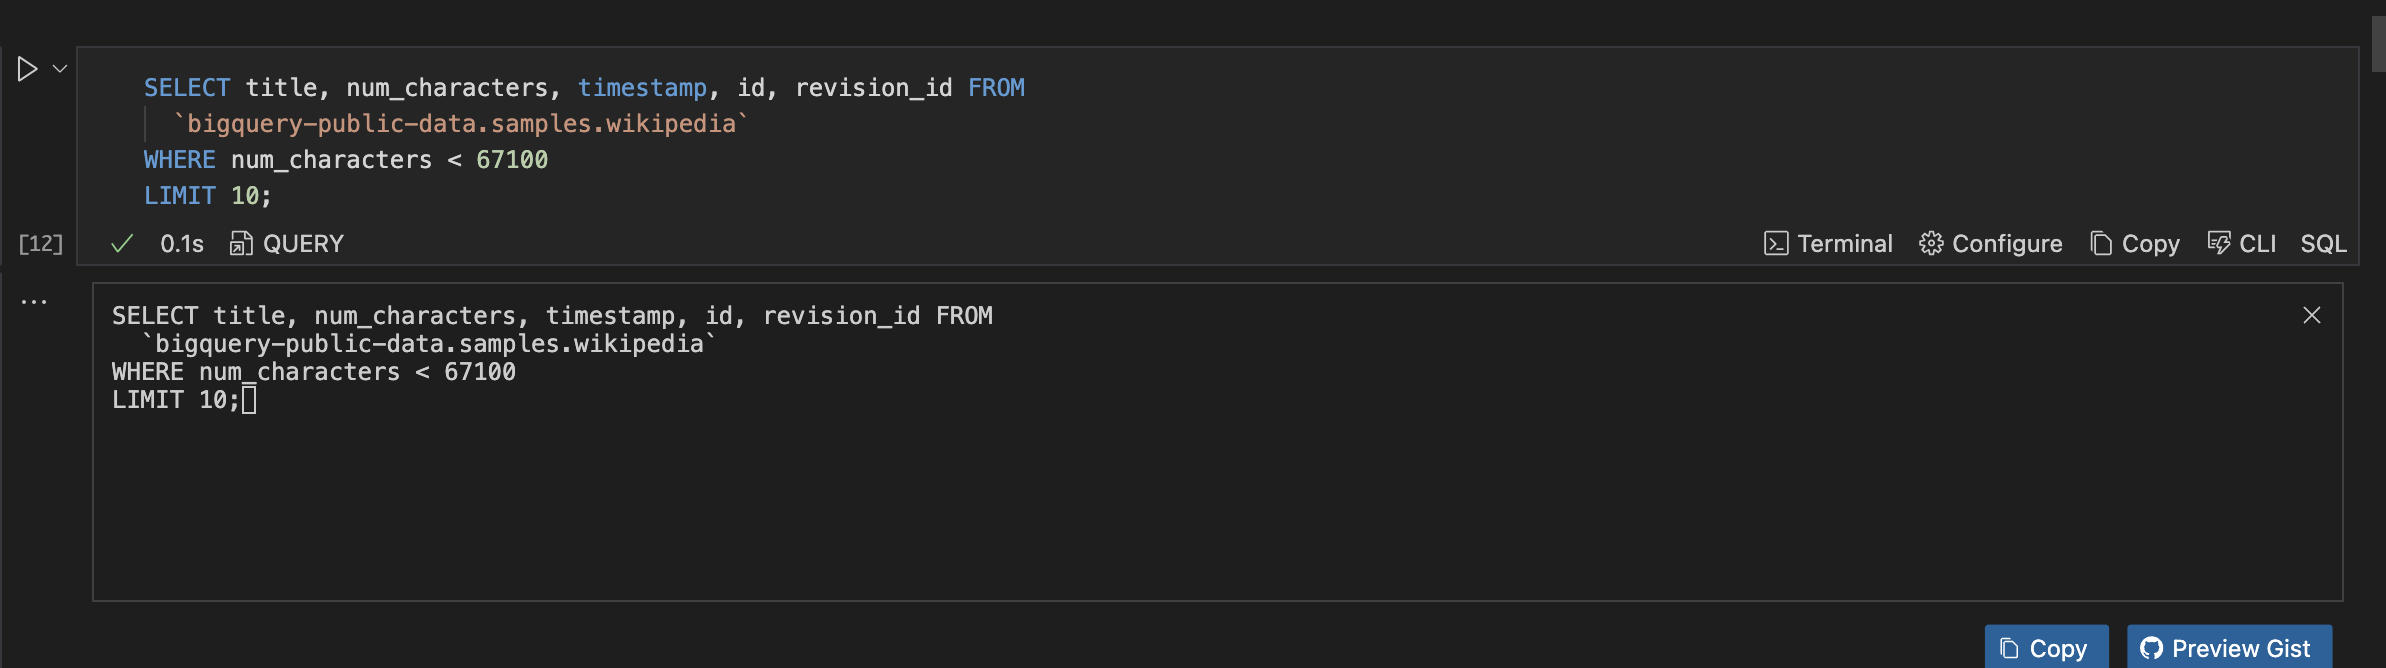 SELECT title, num_characters, timestamp, id, revision_id FROM
  `bigquery-public-data.samples.wikipedia`
WHERE num_characters < 67100
LIMIT 10;
[12] 0.1s QUERY Terminal Configure Copy CLI SQL
...
SELECT title, num_characters, timestamp, id, revision_id FROM
  `bigquery-public-data.samples.wikipedia`
WHERE num_characters < 67100
LIMIT 10;
Copy Preview Gist